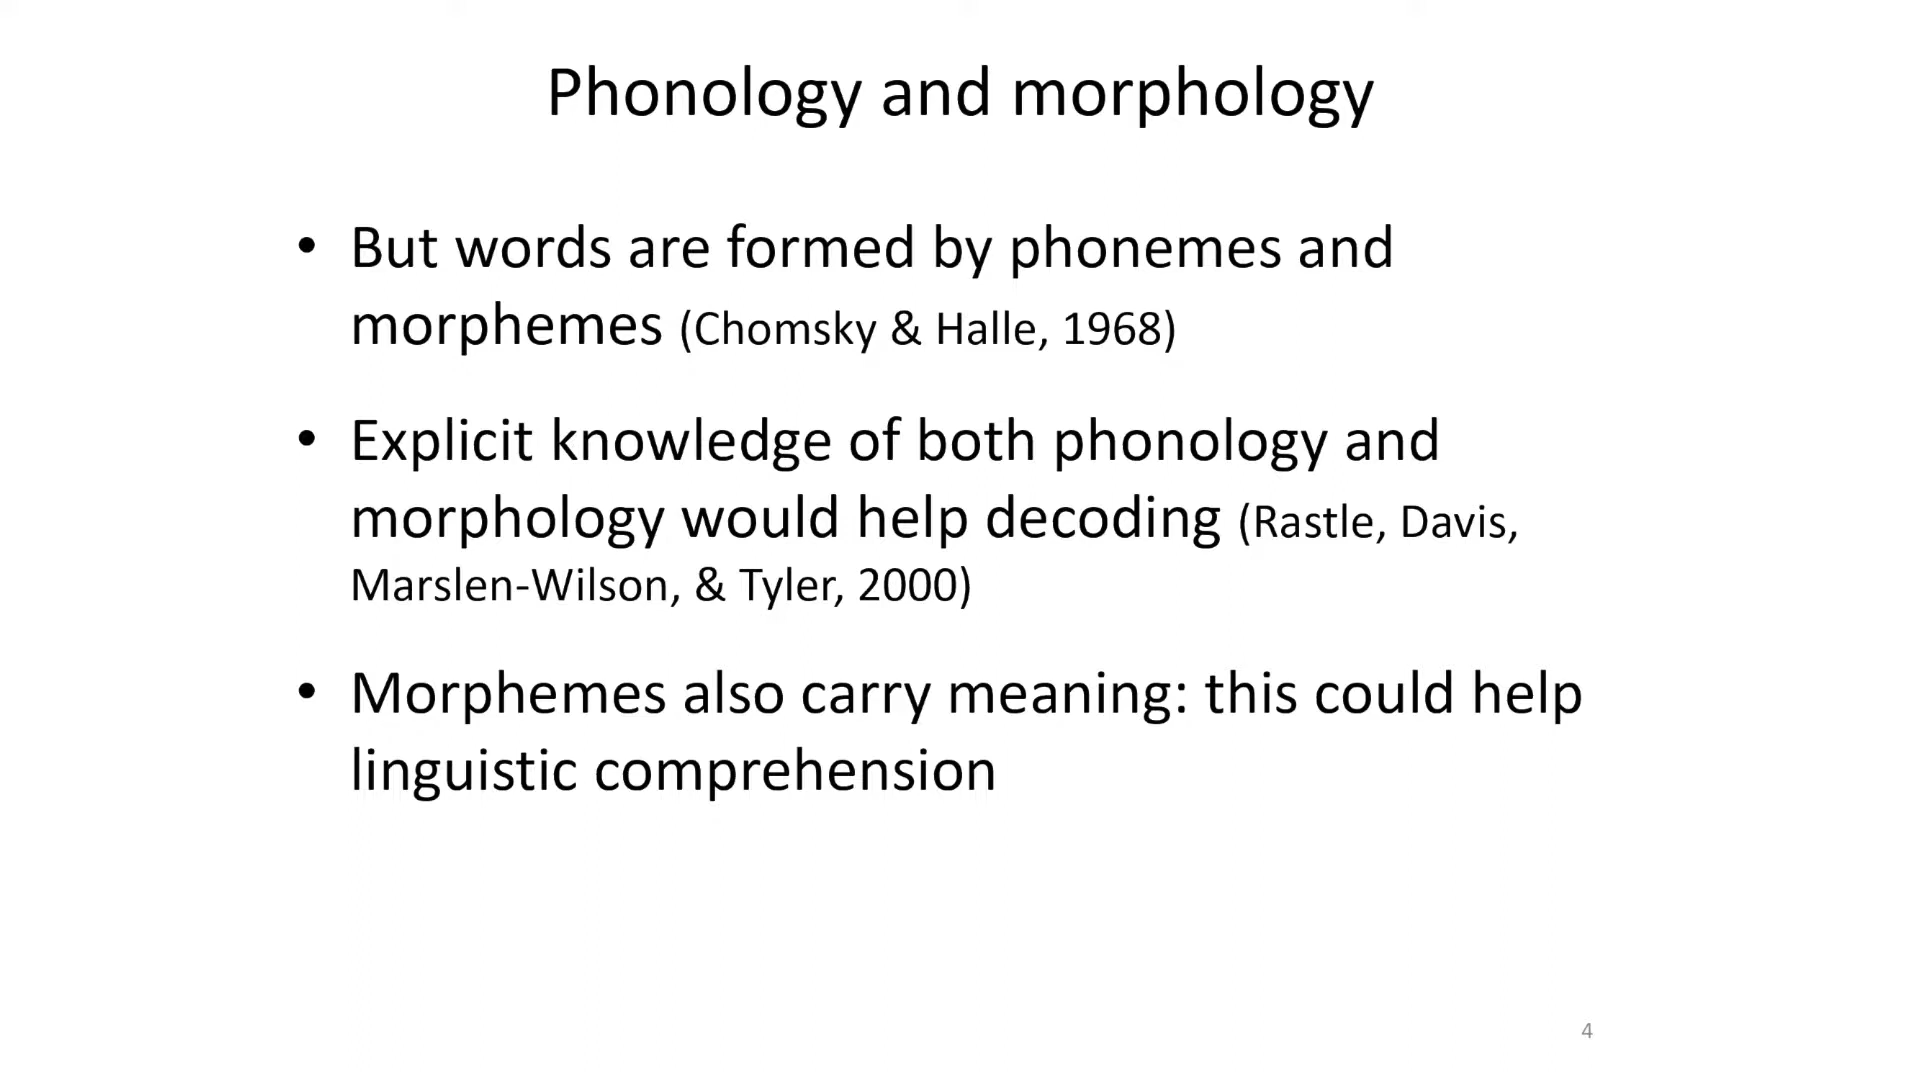 Phonology and morphology
• But words are formed by phonemes and
morphemes (Chomsky & Halle, 1968)
• Explicit knowledge of both phonology and
morphology would help decoding (Rastle, Davis,
Marslen-Wilson, & Tyler, 2000)
• Morphemes also carry meaning: this could help
linguistic comprehension
4